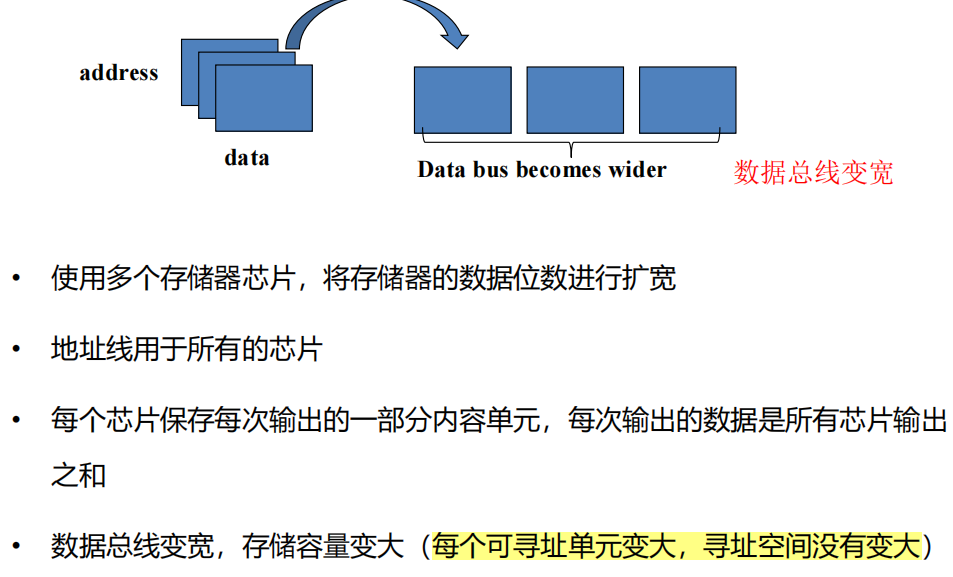 address
data
Data bus becomes wider
数据总线变宽
• 使用多个存储器芯片，将存储器的数据位数进行扩宽
• 地址线用于所有的芯片
• 每个芯片保存每次输出的一部分内容单元，每次输出的数据是所有芯片输出
之和
• 数据总线变宽，存储容量变大（每个可寻址单元变大，寻址空间没有变大）